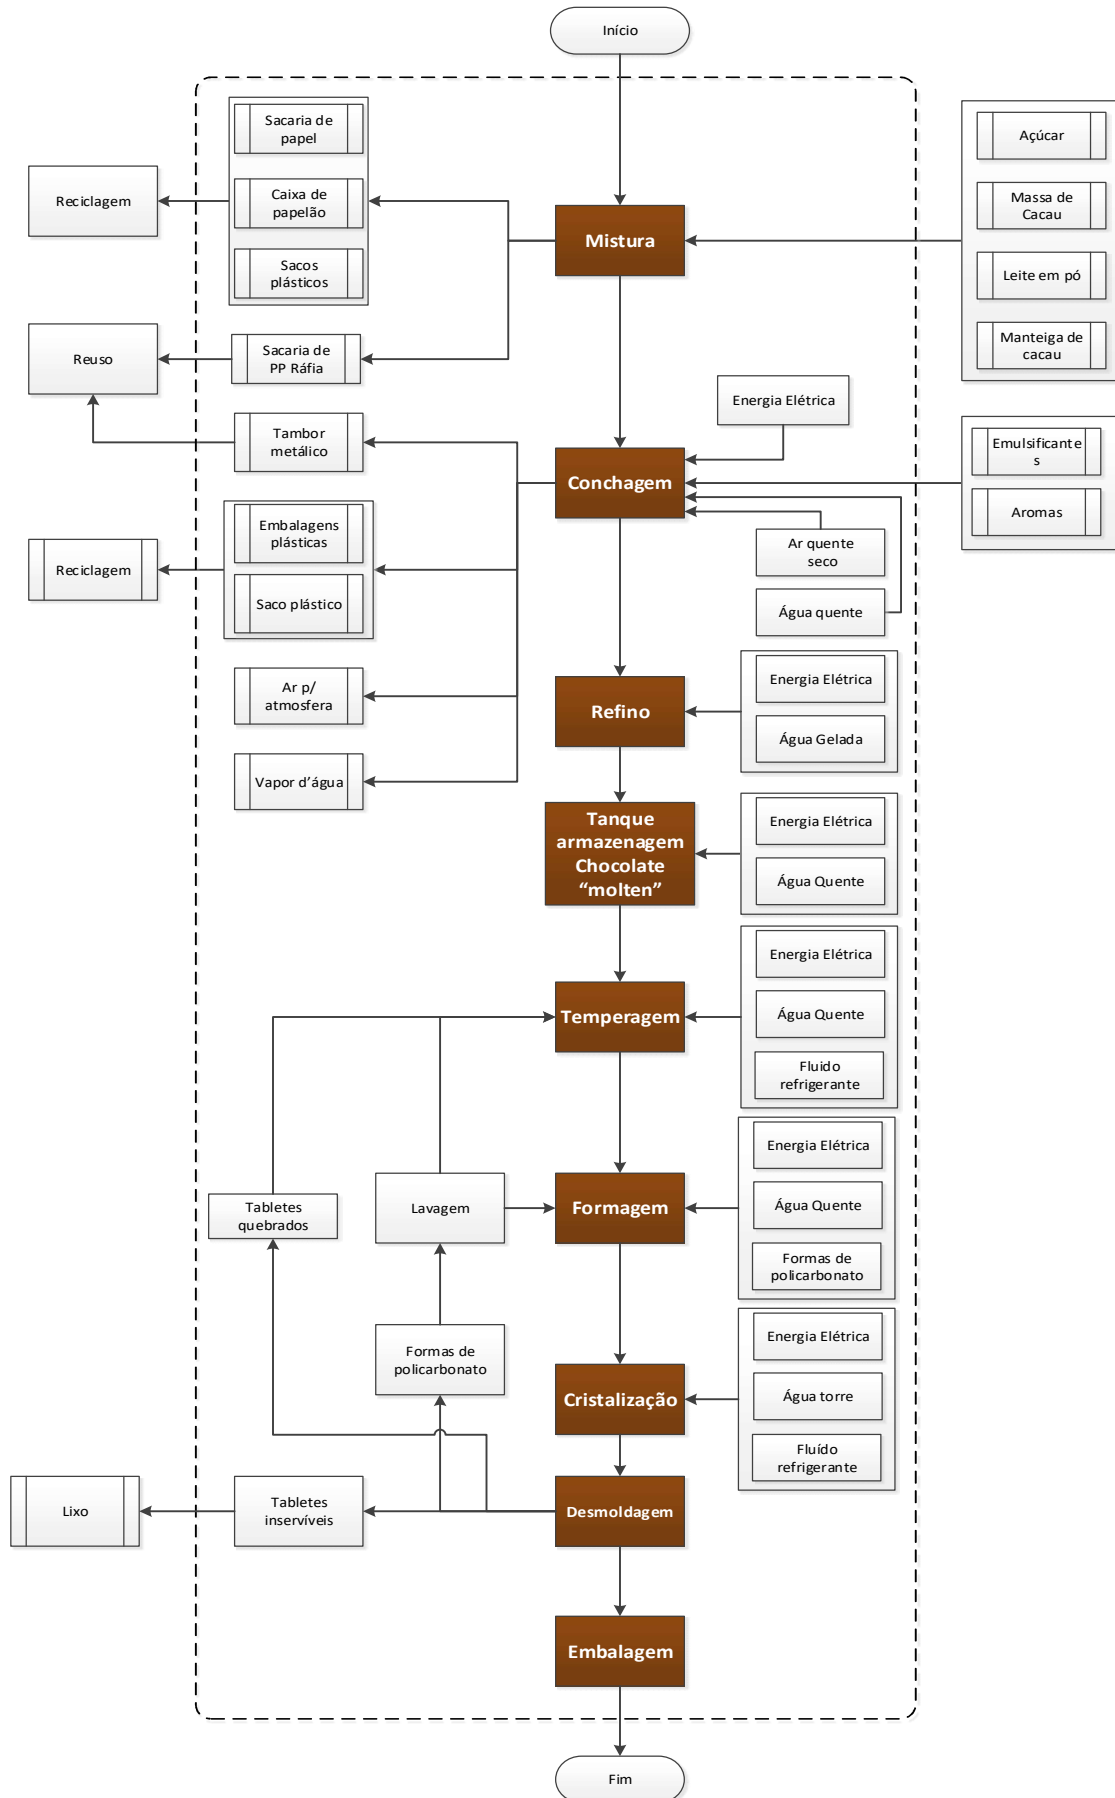 Início
Sacaria de
papel
Açúcar
Reciclagem
Caixa de
papelão
Massa de
Cacau
Mistura
Sacos
plásticos
Leite em pó
Manteiga de
cacau
Reuso
Sacaria de
PP Ráfia
Energia Elétrica
Tambor
metálico
Emulsificante
s
Conchagem
Aromas
Embalagens
plásticas
Ar quente
seco
Reciclagem
Saco plástico
Água quente
Ar p/
atmosfera
Energia Elétrica
Refino
Água Gelada
Vapor d’água
Tanque
armazenagem
Chocolate
“molten”
Energia Elétrica
Água Quente
Energia Elétrica
Temperagem
Água Quente
Fluido
refrigerante
Energia Elétrica
Tabletes
quebrados
Lavagem
Formagem
Água Quente
Formas de
policarbonato
Energia Elétrica
Formas de
policarbonato
Cristalização
Água torre
Fluído
refrigerante
Lixo
Tabletes
inservíveis
Desmoldagem
Embalagem
Fim